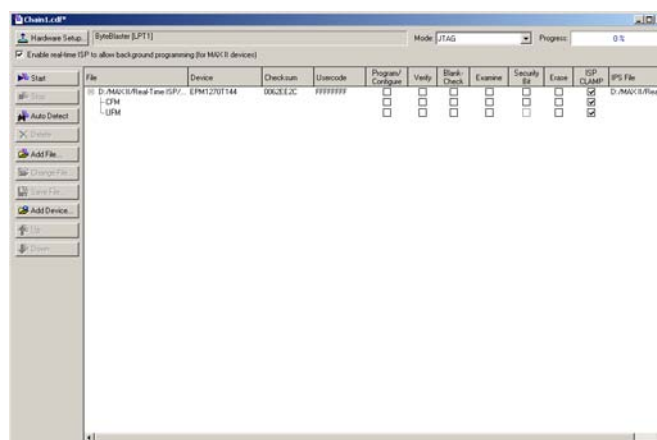 Chain1.cdf*
Hardware Setup... ByteBlaster [LPT1] Mode: JTAG Progress: 0 %
Enable real-time ISP to allow background programming (for MAX II devices)
Start
Stop
Auto Detect
Delete
Add File...
Change File...
Save File...
Add Device...
Up
Down
File Device Checksum Usercode Program/ Configure Verify Blank- Check Examine Security Bit Erase ISP CLAMP IPS File
D:/MAXII/Real-Time ISP/... EPM1270T144 0062EE2C FFFFFFFF D:/MAXII/Rea
CFM
UFM